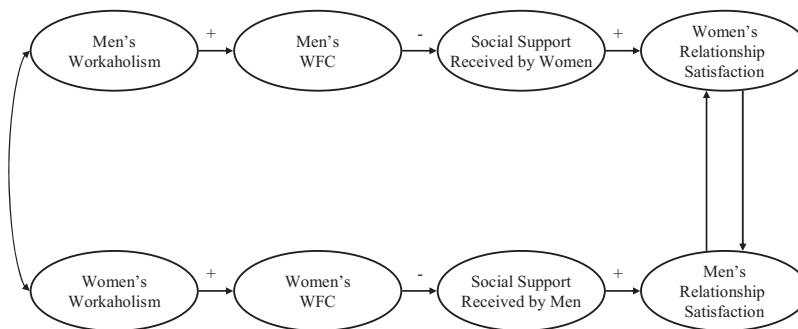 Men's
Workaholism
+
Men's
WFC
-
Social Support
Received by Women
+
Women's
Relationship
Satisfaction
Women's
Workaholism
+
Women's
WFC
-
Social Support
Received by Men
+
Men's
Relationship
Satisfaction